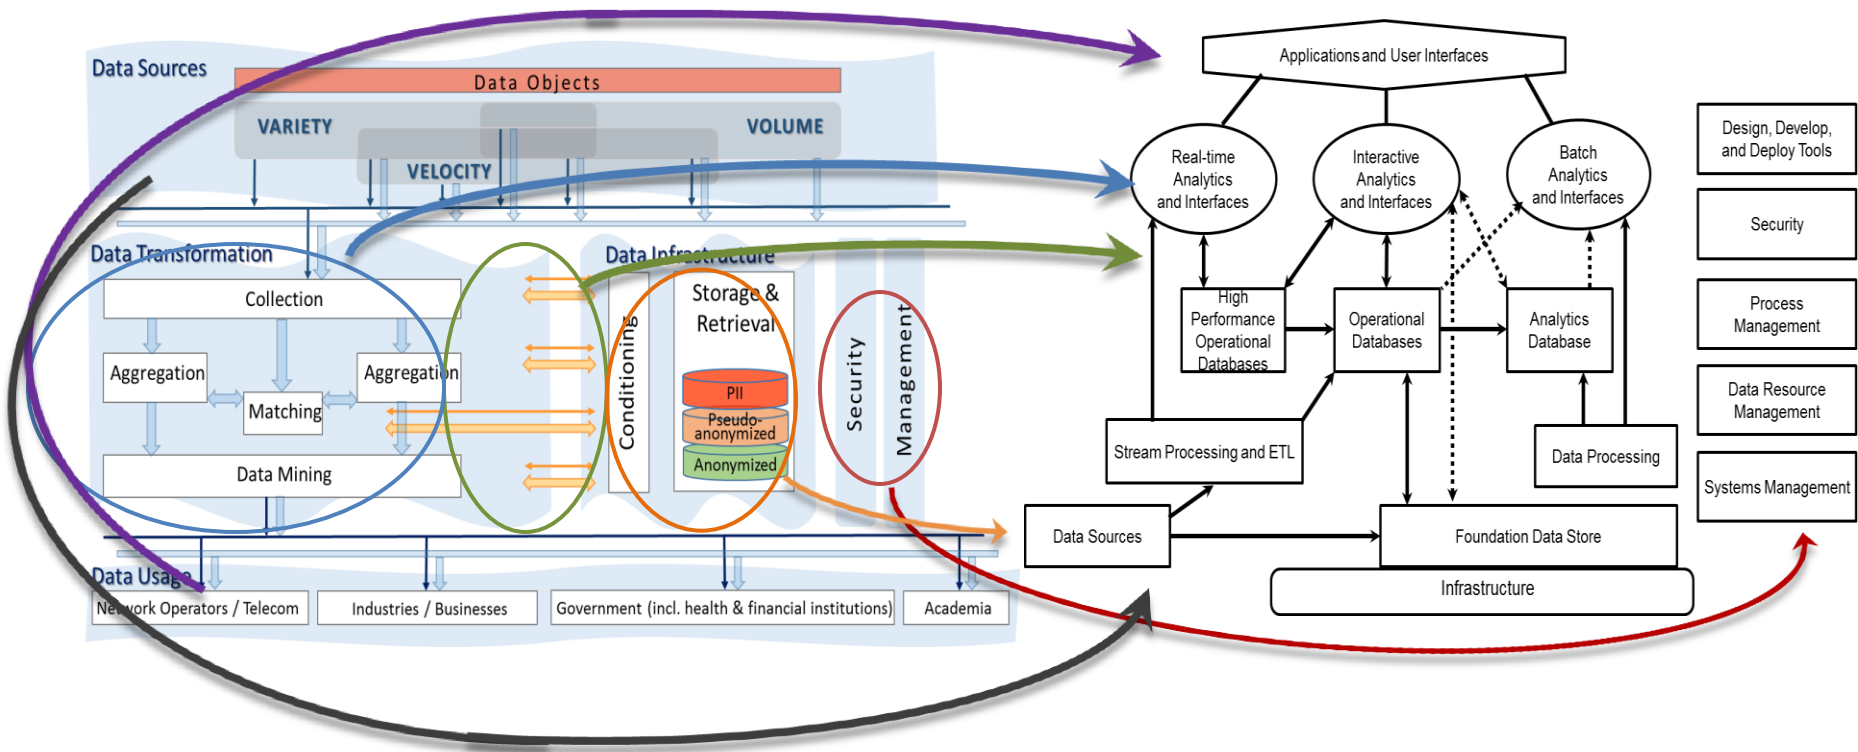 Data Sources
Data Objects
VARIETY
VOLUME
VELOCITY
Data Transformation
Collection
Aggregation
Aggregation
Matching
Data Mining
Data Infrastructure
Conditioning
Storage &
Retrieval
PII
Pseudo-
anonymized
Anonymized
Security
Management
Data Usage
Network Operators / Telecom
Industries / Businesses
Government (incl. health & financial institutions)
Academia
Applications and User Interfaces
Real-time
Analytics
and Interfaces
Interactive
Analytics
and Interfaces
Batch
Analytics
and Interfaces
High
Performance
Operational
Databases
Operational
Databases
Analytics
Database
Stream Processing and ETL
Data Processing
Data Sources
Foundation Data Store
Infrastructure
Design, Develop,
and Deploy Tools
Security
Process
Management
Data Resource
Management
Systems Management